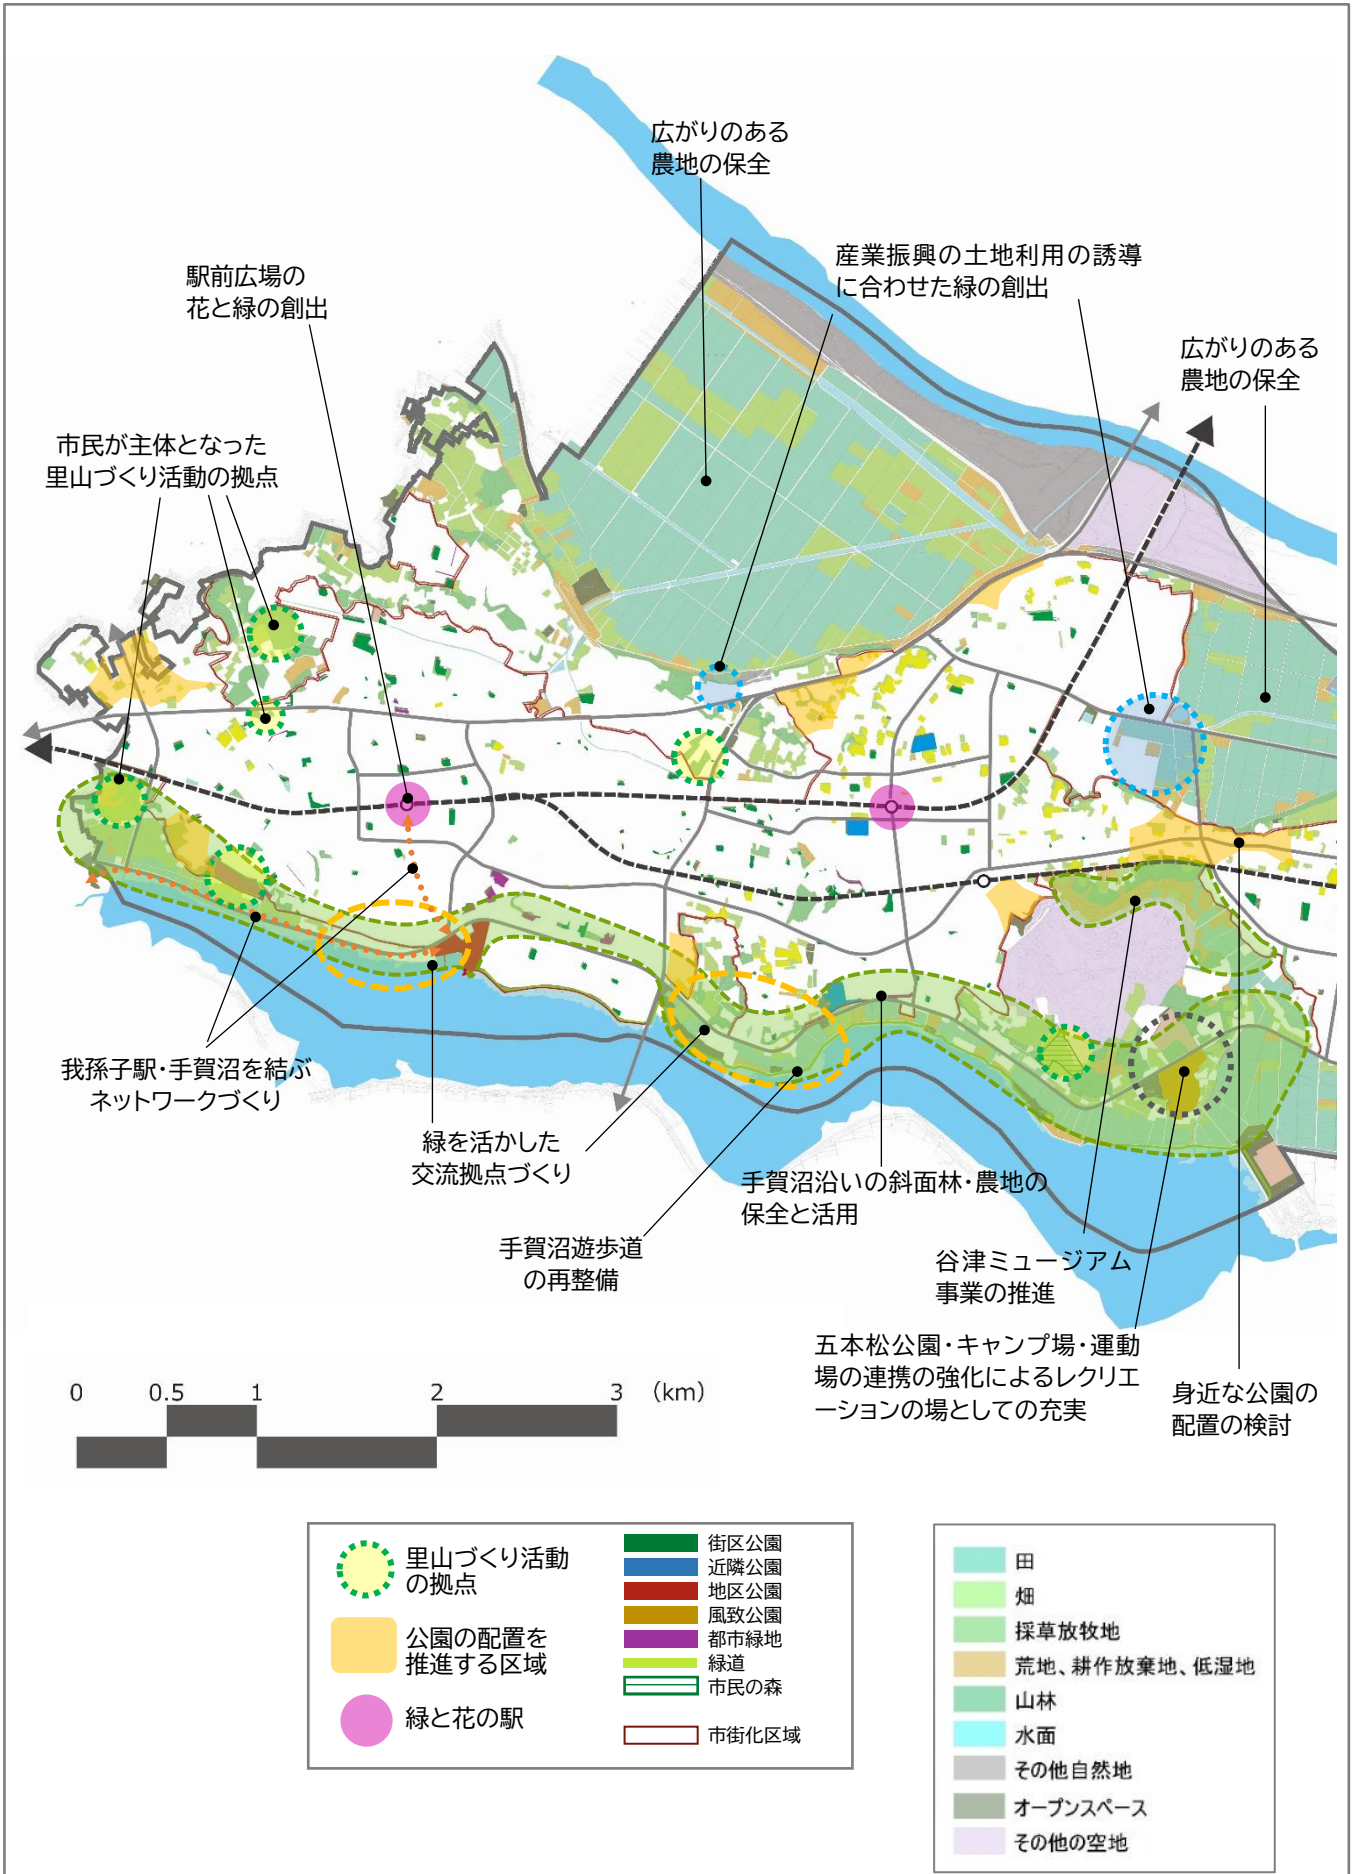 広がりのある
農地の保全
産業振興の土地利用の誘導
に合わせた緑の創出
駅前広場の
花と緑の創出
広がりのある
農地の保全
市民が主体となった
里山づくり活動の拠点
我孫子駅・手賀沼を結ぶ
ネットワークづくり
緑を活かした
交流拠点づくり
手賀沼沿いの斜面林・農地の
保全と活用
手賀沼遊歩道
の再整備
谷津ミュージアム
事業の推進
五本松公園・キャンプ場・運動
場の連携の強化によるレクリエ
ーションの場としての充実
身近な公園の
配置の検討
0 0.5 1 2 3 (km)
里山づくり活動
の拠点
公園の配置を
推進する区域
緑と花の駅
街区公園
近隣公園
地区公園
風致公園
都市緑地
緑道
市民の森
市街化区域
田
畑
採草放牧地
荒地、耕作放棄地、低湿地
山林
水面
その他自然地
オープンスペース
その他の空地